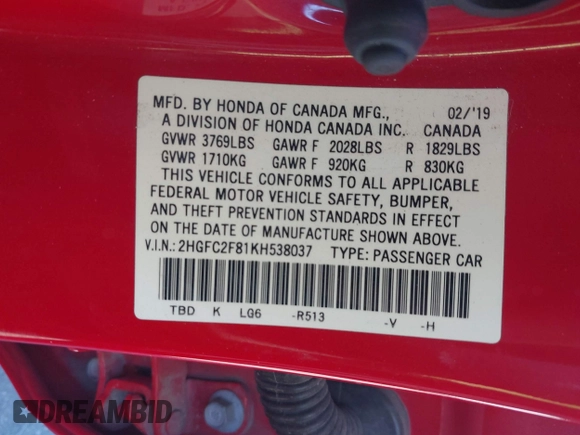 MFD. BY HONDA OF CANADA MFG., 02/'19
A DIVISION OF HONDA CANADA INC. CANADA
GVWR 3769LBS GAWR F 2028LBS R 1829LBS
GVWR 1710KG GAWR F 920KG R 830KG
THIS VEHICLE CONFORMS TO ALL APPLICABLE
FEDERAL MOTOR VEHICLE SAFETY, BUMPER,
AND THEFT PREVENTION STANDARDS IN EFFECT
ON THE DATE OF MANUFACTURE SHOWN ABOVE.
V.I.N.: 2HGFC2F81KH538037 TYPE: PASSENGER CAR
TBD K LG6 -R513 -V -H
DREAMBID